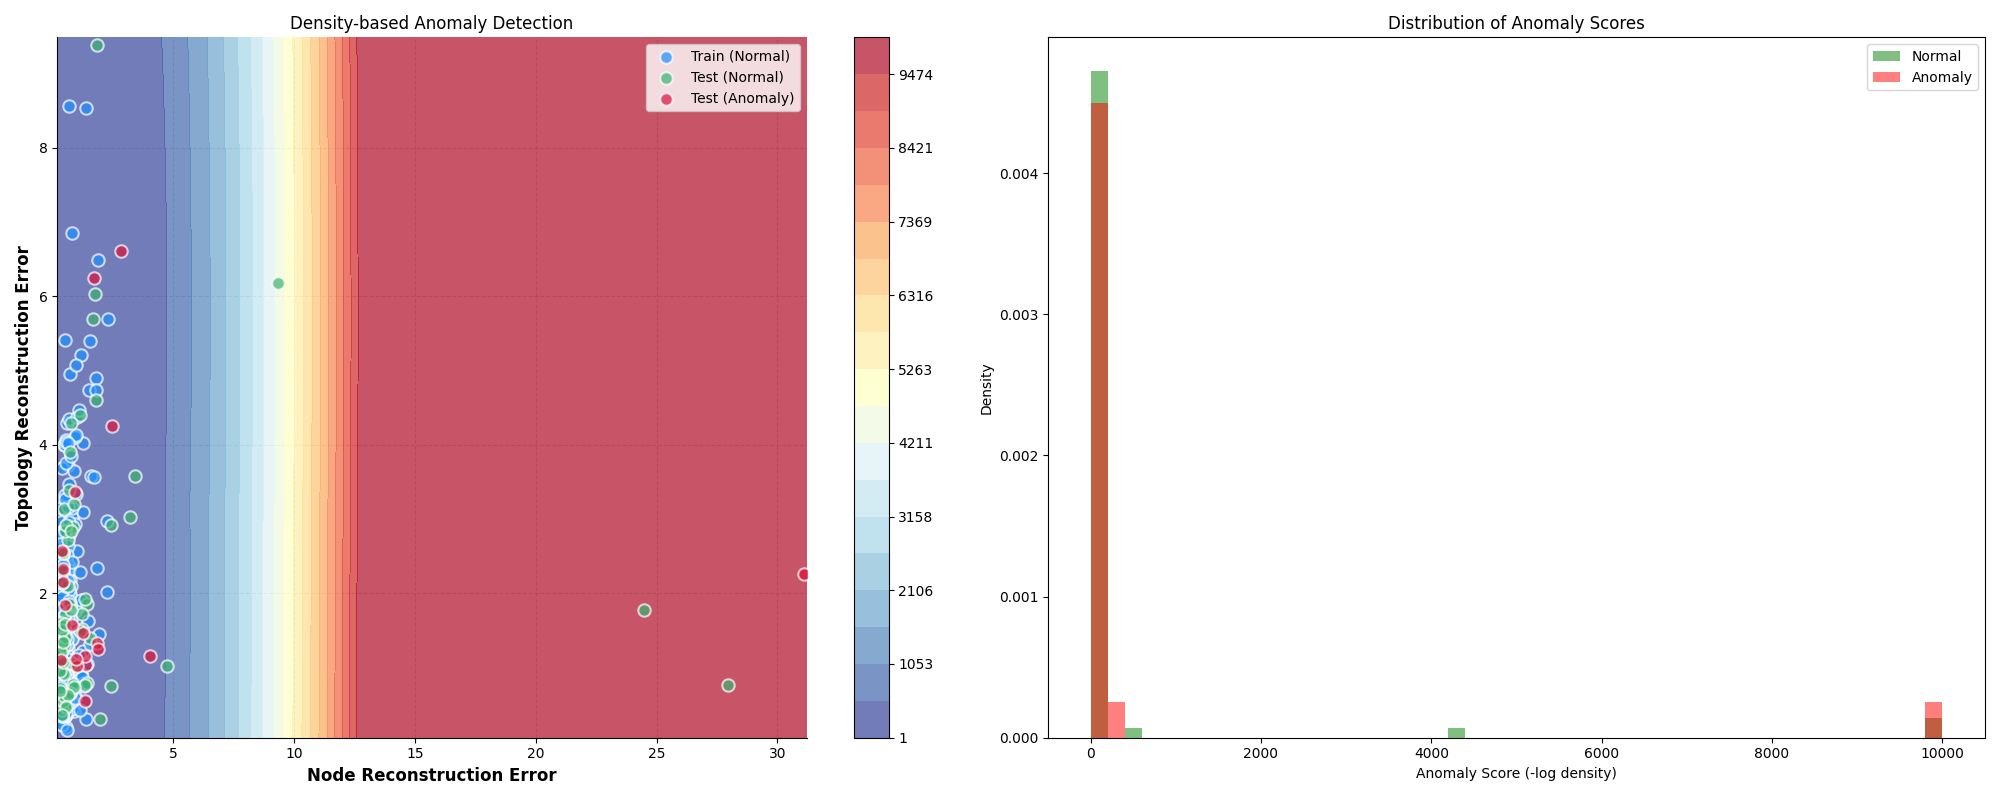 Density-based Anomaly Detection
Train (Normal)
Test (Normal)
Test (Anomaly)
Topology Reconstruction Error
8
6
4
2
5
10
15
20
25
30
Node Reconstruction Error
9474
8421
7369
6316
5263
4211
3158
2106
1053
1
Distribution of Anomaly Scores
Normal
Anomaly
Density
0.004
0.003
0.002
0.001
0.000
0
2000
4000
6000
8000
10000
Anomaly Score (-log density)